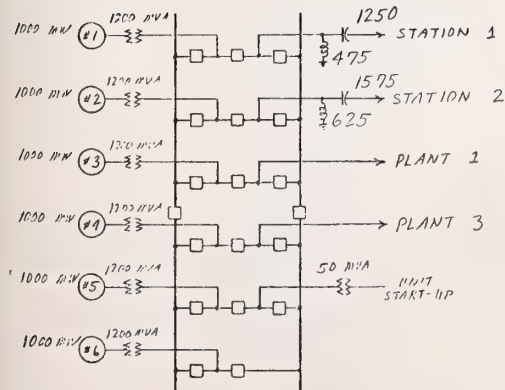 1000 MW #1 1200 MVA 1250 STATION 1
475
1000 MW #2 1200 MVA 1575 STATION 2
625
1000 MW #3 1200 MVA PLANT 1
1000 MW #4 1200 MVA PLANT 3
1000 MW #5 1200 MVA 50 MVA UNIT
START-UP
1000 MW #6 1200 MVA